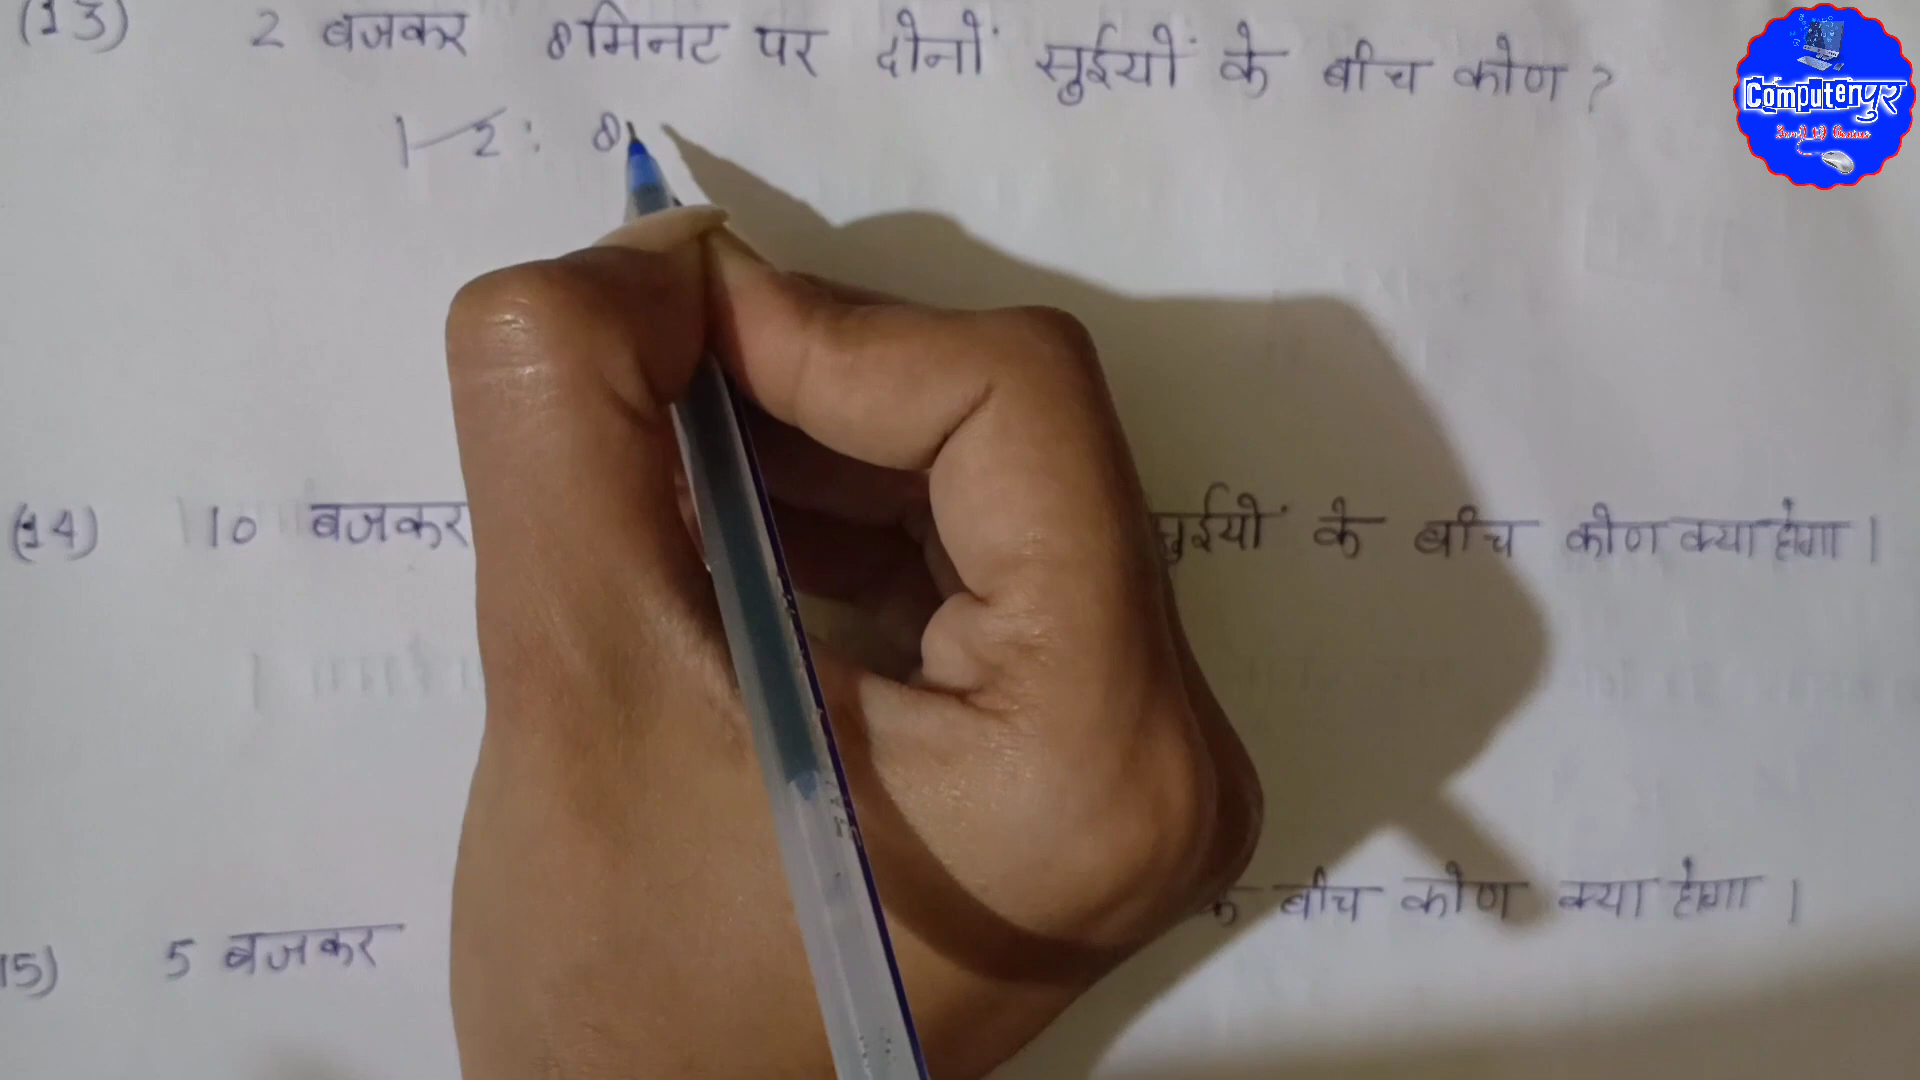 (13) 2 बजकर 8 मिनट पर दोनों सुईयों के बीच कोण ?
2 : 8
(14) 10 बजकर सुईयों के बीच कोण क्या होगा ।
15) 5 बजकर के बीच कोण क्या होगा ।
Computerपुर